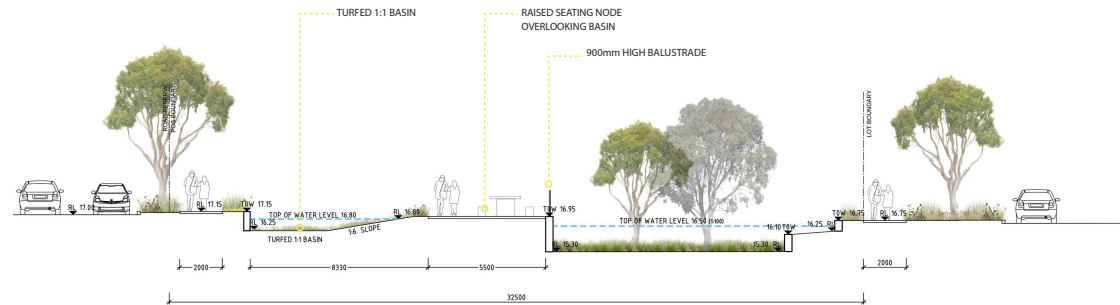 TURFED 1:1 BASIN
RAISED SEATING NODE
OVERLOOKING BASIN
900mm HIGH BALUSTRADE
ROAD RESERVE
POS BOUNDARY
LOT BOUNDARY
RL 17.00
RL 17.15
TOW 17.15
RL 16.25
TOP OF WATER LEVEL 16.80
RL 16.80
1:6 SLOPE
TURFED 1:1 BASIN
TOW 16.95
TOP OF WATER LEVEL 16.50 (1:100)
RL 15.30
15.30 RL
16.10 TOW
16.25 RL
TOW 16.75
RL 16.75
2000
8330
5500
2000
32500